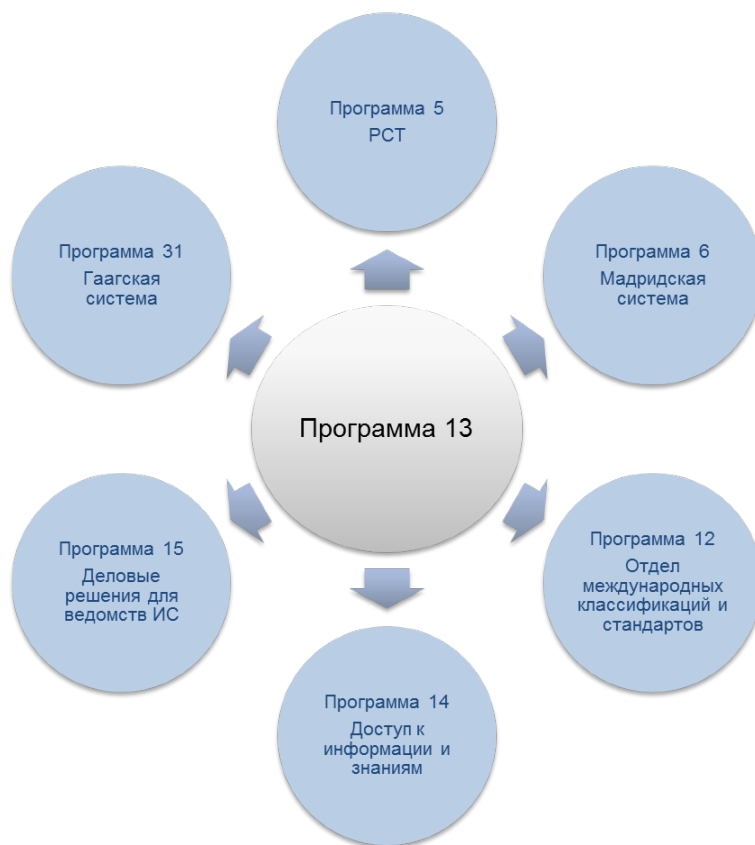 Программа 5
РСТ
Программа 31
Гаагская
система
Программа 6
Мадридская
система
Программа 13
Программа 15
Деловые
решения для
ведомств ИС
Программа 12
Отдел
международных
классификаций и
стандартов
Программа 14
Доступ к
информации и
знаниям